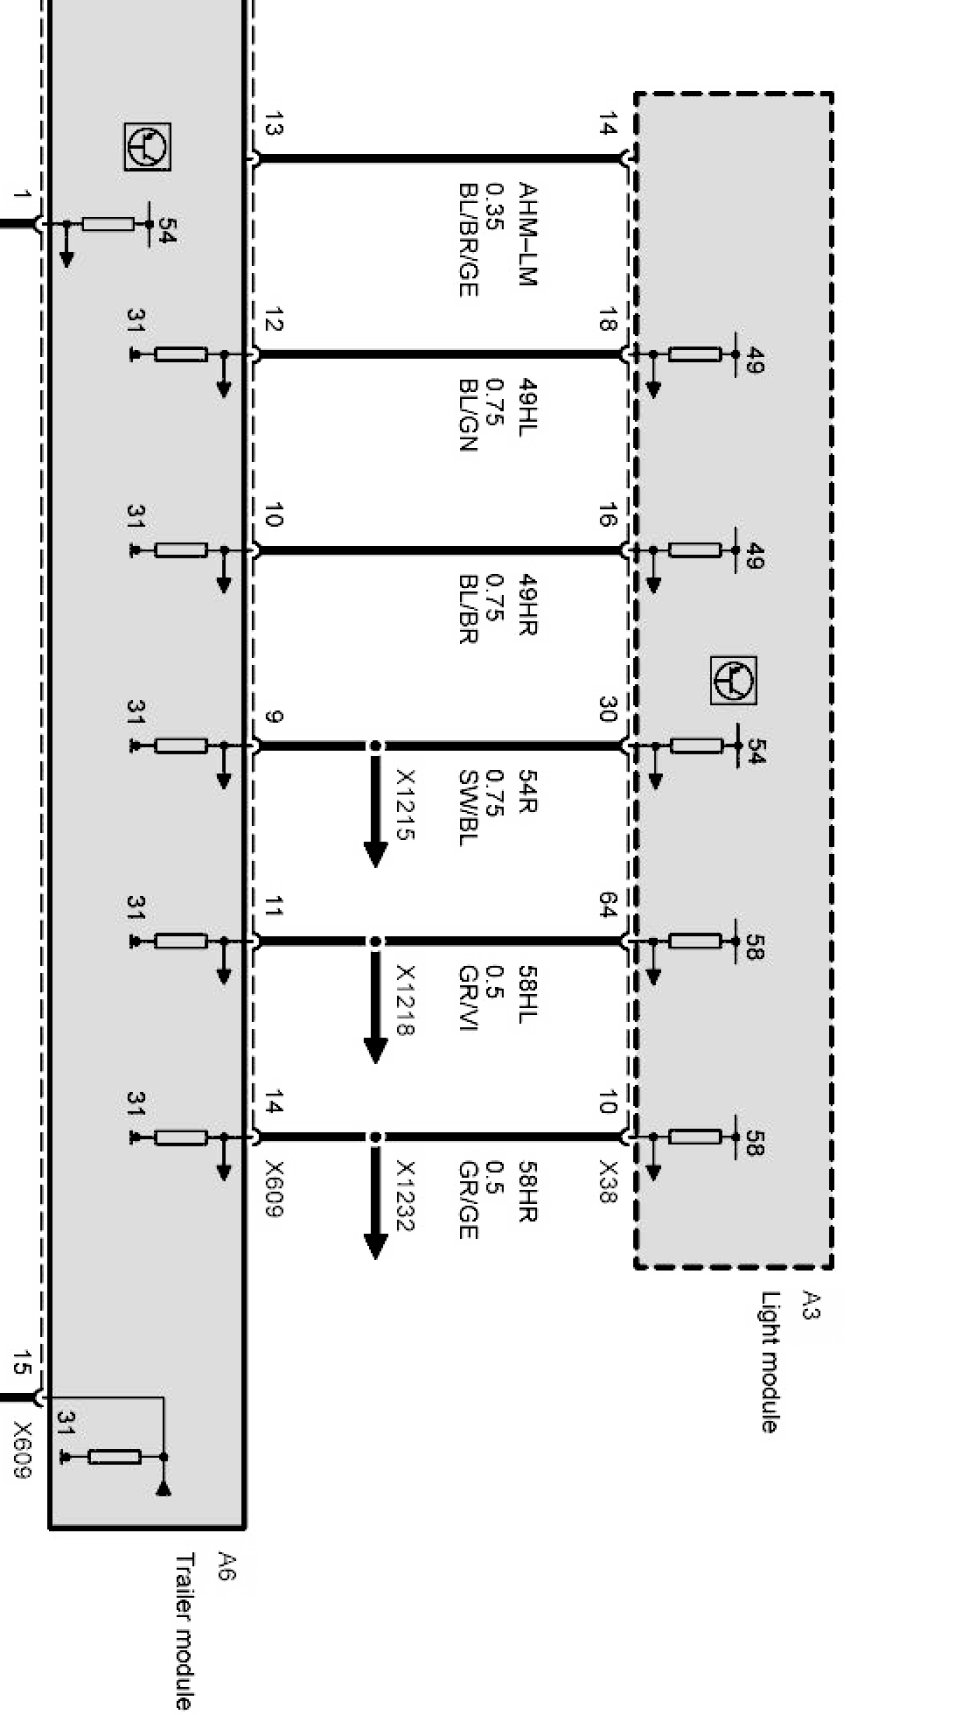 A3
Light module
49
49
54
58
58
14
18
16
30
64
10
X38
AHM–LM
0.35
BL/BR/GE
49HL
0.75
BL/GN
49HR
0.75
BL/BR
54R
0.75
SW/BL
58HL
0.5
GR/VI
58HR
0.5
GR/GE
X1215
X1218
X1232
13
12
10
9
11
14
X609
A6
Trailer module
54
31
31
31
31
31
31
1
15
X609